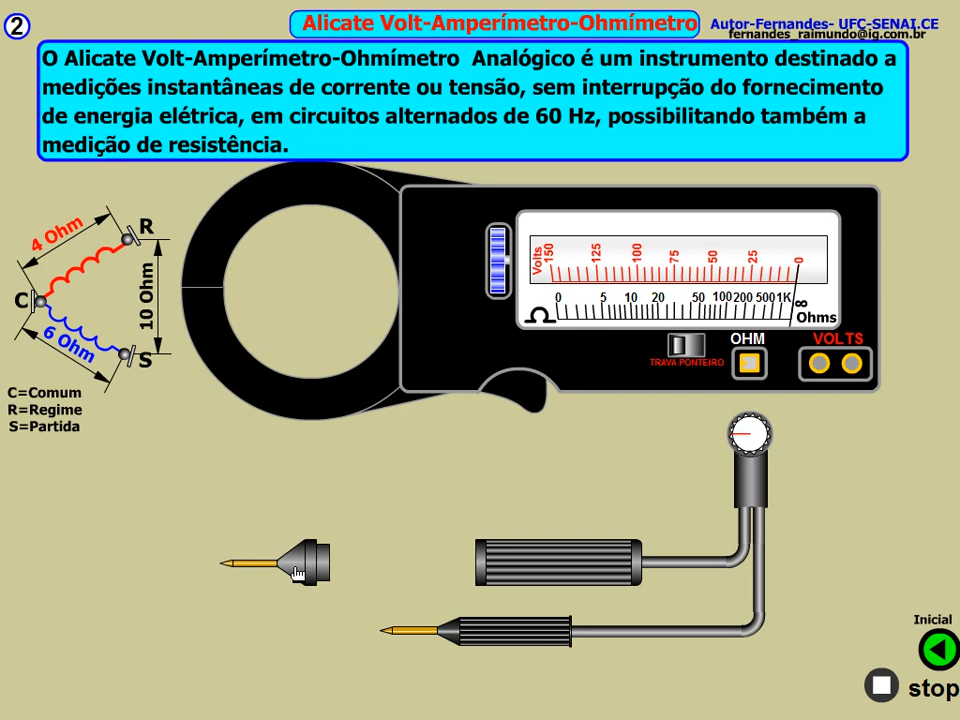 2
Alicate Volt-Amperímetro-Ohmímetro
Autor-Fernandes- UFC-SENAI.CE
fernandes_raimundo@ig.com.br
O Alicate Volt-Amperímetro-Ohmímetro Analógico é um instrumento destinado a
medições instantâneas de corrente ou tensão, sem interrupção do fornecimento
de energia elétrica, em circuitos alternados de 60 Hz, possibilitando também a
medição de resistência.
4 Ohm
R
C
10 Ohm
6 Ohm
S
C=Comum
R=Regime
S=Partida
Volts
150 125 100 75 50 25 0
0 5 10 20 50 100 200 500 1K ∞
Ω
Ohms
TRAVA PONTEIRO
OHM
VOLTS
Inicial
stop